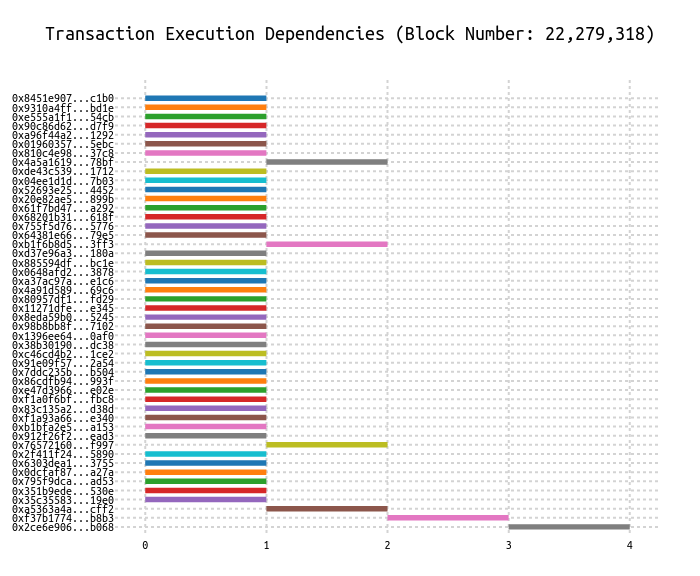 Transaction Execution Dependencies (Block Number: 22,279,318)
0x8451e907...c1b0
0x9310a4ff...bd1e
0xe555a1f1...54cb
0x90c86d62...d7f9
0xa96f44a2...1292
0x01960357...5ebc
0x810c4e98...37c8
0x4a5a1619...78bf
0xde43c539...1712
0x04ee1d1d...7b03
0x52693e25...4452
0x20e82ae5...899b
0x61f7bd47...a292
0x68201b31...618f
0x755f5d76...5776
0x64381e66...79e5
0xb1f6b8d5...3ff3
0xd37e96a3...180a
0x885594df...bc1e
0x0648afd2...3878
0xa37ac97a...e1c6
0x4a91d589...69c6
0x80957df1...fd29
0x11271dfe...e345
0x8eda59b0...5245
0x98b8bb8f...7102
0x1396ee64...0af0
0x38b30190...dc38
0xc46cd4b2...1ce2
0x91e09f57...2a54
0x7ddc235b...b504
0x86cdfb94...993f
0xe47d3966...e02e
0xf1a0f6bf...fbc8
0x83c135a2...d38d
0xf1a93a66...e340
0xb1bfa2e5...a153
0x912f26f2...ead3
0x76572160...f997
0x2f411f24...5890
0x6303dea1...3755
0x0dcfaf87...a27a
0x795f9dca...ad53
0x351b9ede...530e
0x35c35583...19e0
0xa5363a4a...cff2
0xf37b1774...b8b3
0x2ce6e906...b068
0 1 2 3 4